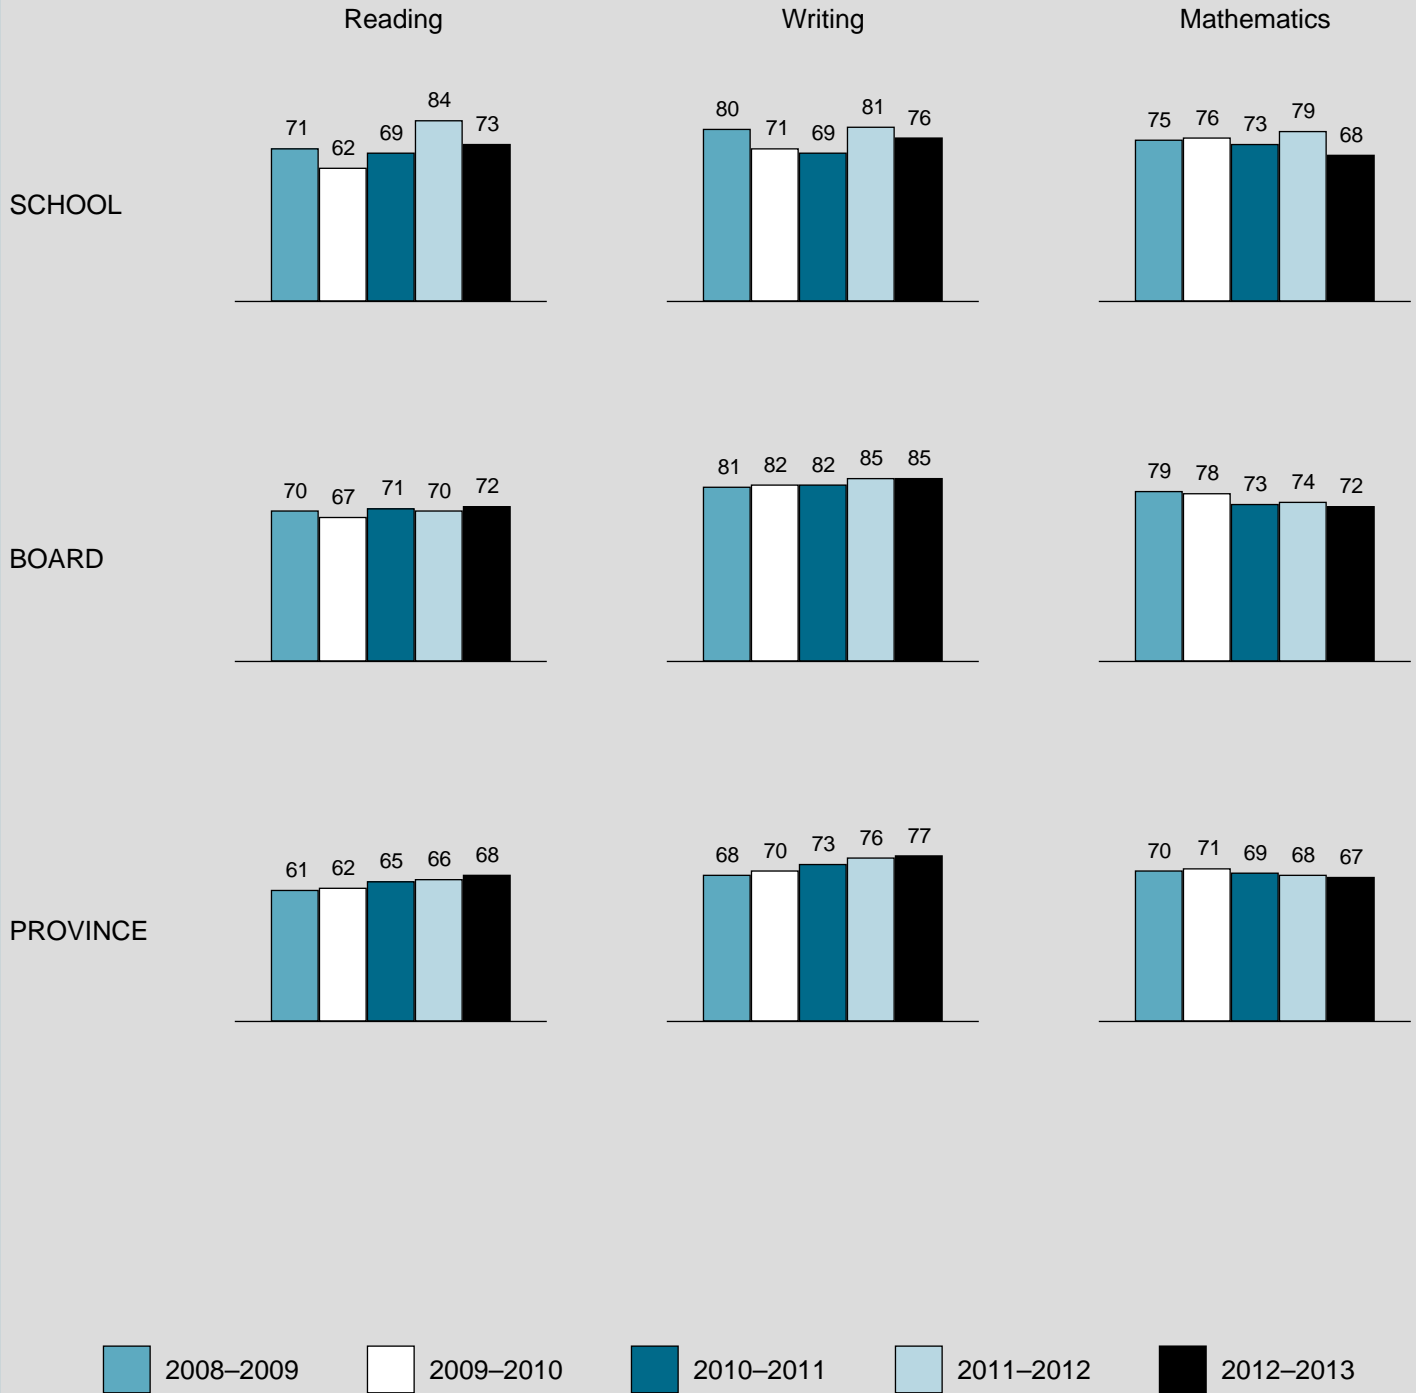 Reading Writing Mathematics
SCHOOL
71 62 69 84 73
80 71 69 81 76
75 76 73 79 68
BOARD
70 67 71 70 72
81 82 82 85 85
79 78 73 74 72
PROVINCE
61 62 65 66 68
68 70 73 76 77
70 71 69 68 67
2008–2009 2009–2010 2010–2011 2011–2012 2012–2013